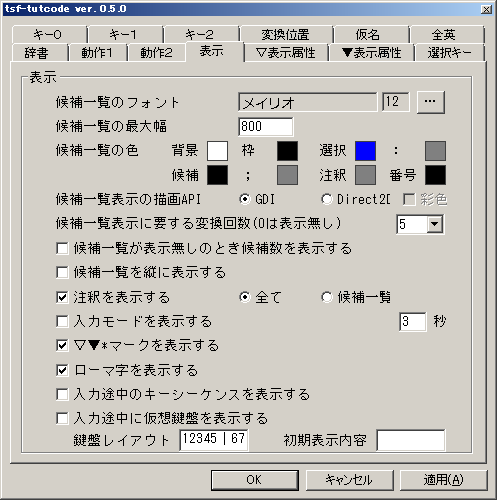 tsf-tutcode ver. 0.5.0
キー0 キー1 キー2 変換位置 仮名 全英
辞書 動作1 動作2 表示 ▽表示属性 ▼表示属性 選択キー
表示
候補一覧のフォント メイリオ 12 ...
候補一覧の最大幅 800
候補一覧の色 背景 枠 選択 :
候補 ; 注釈 番号
候補一覧表示の描画API GDI Direct2D 彩色
候補一覧表示に要する変換回数(0は表示無し) 5
候補一覧が表示無しのとき候補数を表示する
候補一覧を縦に表示する
注釈を表示する 全て 候補一覧
入力モードを表示する 3 秒
▽▼*マークを表示する
ローマ字を表示する
入力途中のキーシーケンスを表示する
入力途中に仮想鍵盤を表示する
鍵盤レイアウト 12345|67 初期表示内容
OK キャンセル 適用(A)